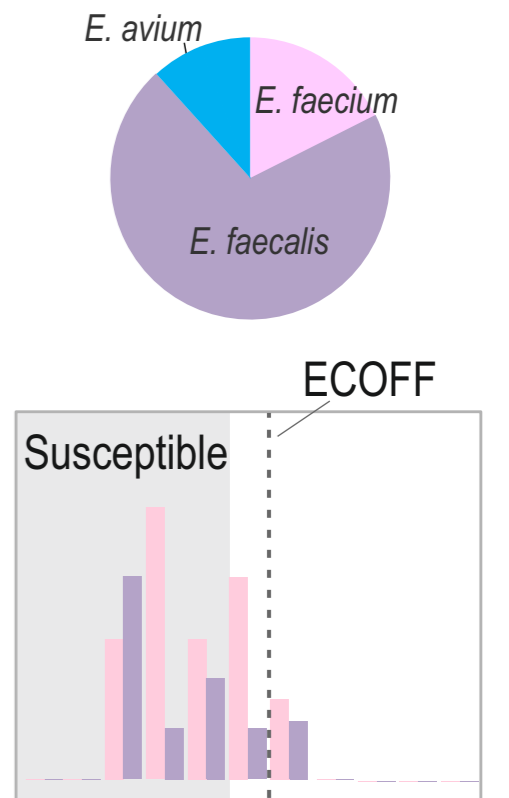 E. avium
E. faecium
E. faecalis
ECOFF
Susceptible